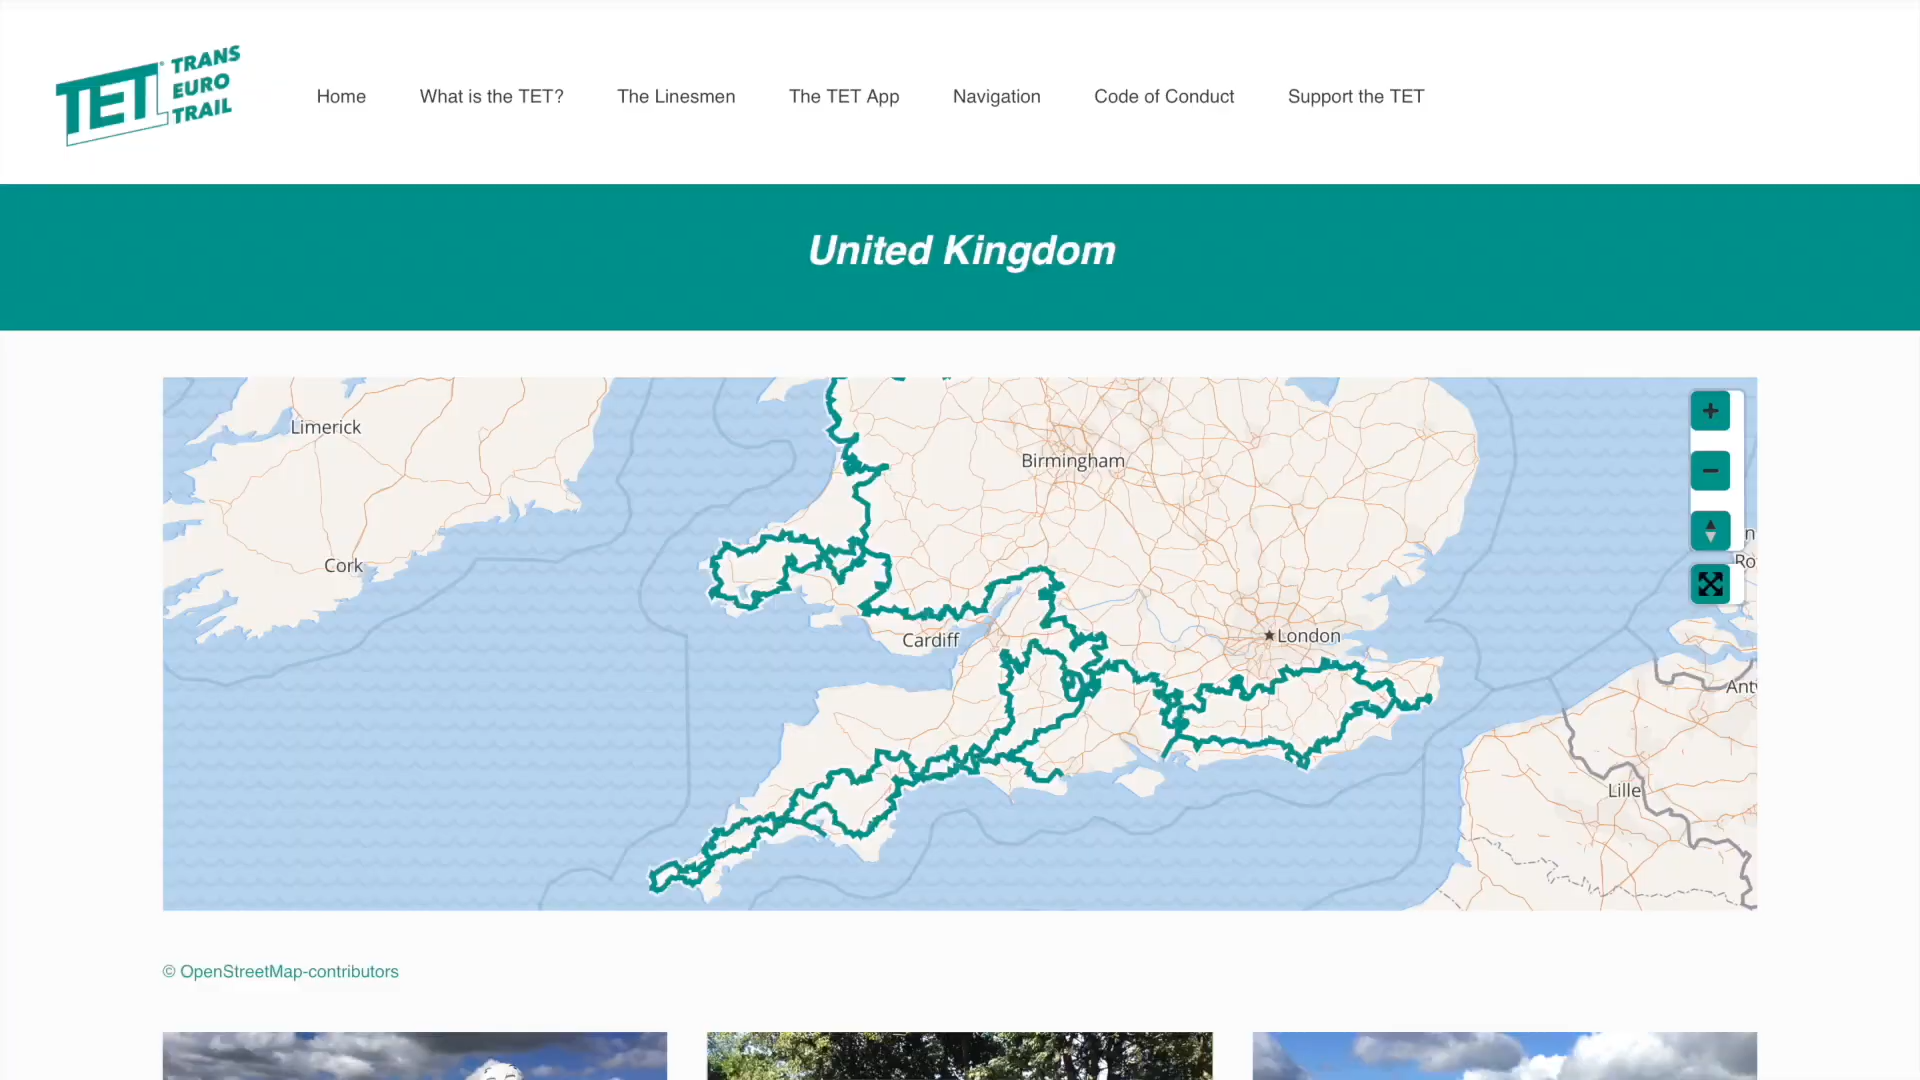 TET TRANS
EURO
TRAIL
Home What is the TET? The Linesmen The TET App Navigation Code of Conduct Support the TET
United Kingdom
Limerick
Birmingham
Cork
Cardiff
London
Lille
© OpenStreetMap-contributors